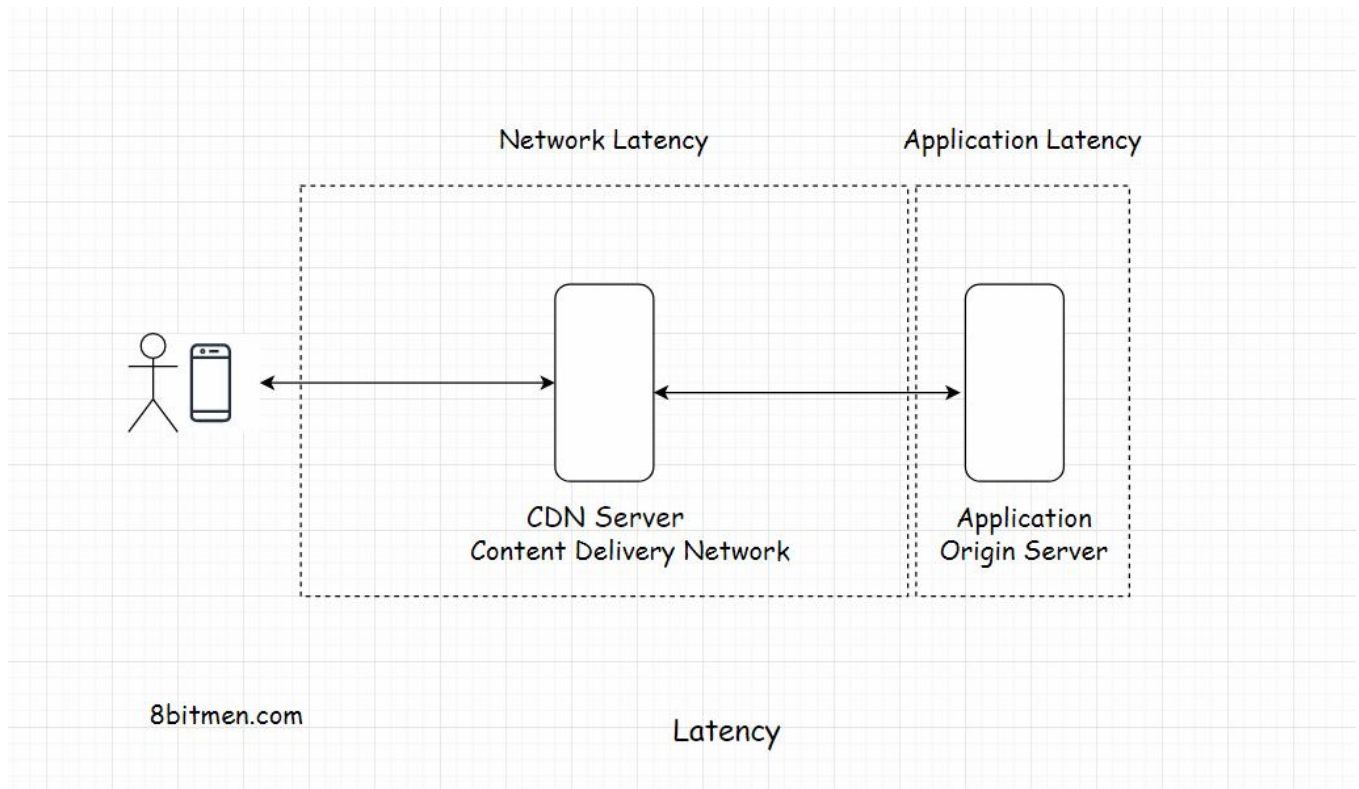 Network Latency
Application Latency
CDN Server
Content Delivery Network
Application
Origin Server
8bitmen.com
Latency